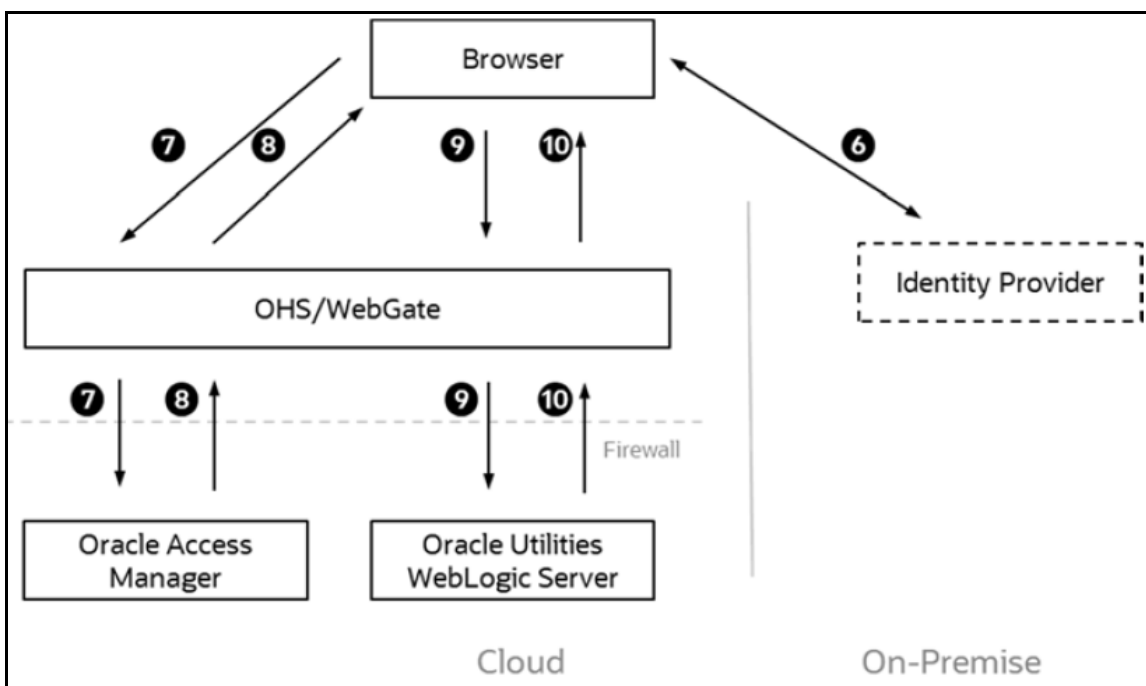 Browser
7
8
9
10
6
OHS/WebGate
Identity Provider
7
8
9
10
Firewall
Oracle Access
Manager
Oracle Utilities
WebLogic Server
Cloud
On-Premise